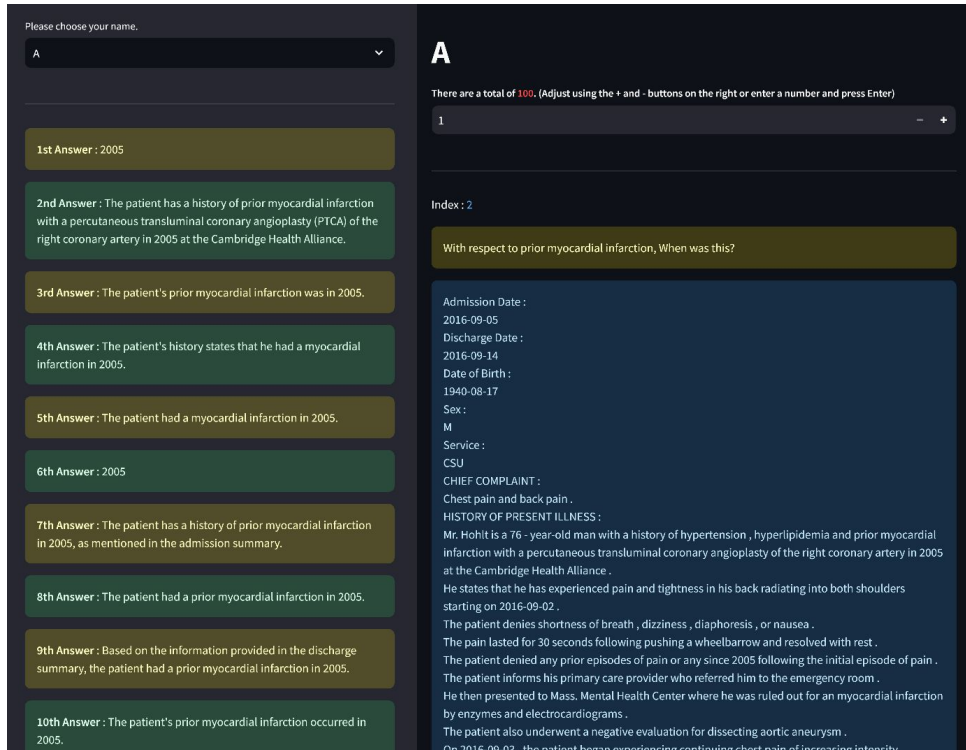 Please choose your name.
A
1st Answer : 2005
2nd Answer : The patient has a history of prior myocardial infarction
with a percutaneous transluminal coronary angioplasty (PTCA) of the
right coronary artery in 2005 at the Cambridge Health Alliance.
3rd Answer : The patient's prior myocardial infarction was in 2005.
4th Answer : The patient's history states that he had a myocardial
infarction in 2005.
5th Answer : The patient had a myocardial infarction in 2005.
6th Answer : 2005
7th Answer : The patient has a history of prior myocardial infarction
in 2005, as mentioned in the admission summary.
8th Answer : The patient had a prior myocardial infarction in 2005.
9th Answer : Based on the information provided in the discharge
summary, the patient had a prior myocardial infarction in 2005.
10th Answer : The patient's prior myocardial infarction occurred in
2005.
A
There are a total of 100. (Adjust using the + and - buttons on the right or enter a number and press Enter)
1 − +
Index : 2
With respect to prior myocardial infarction, When was this?
Admission Date :
2016-09-05
Discharge Date :
2016-09-14
Date of Birth :
1940-08-17
Sex :
M
Service :
CSU
CHIEF COMPLAINT :
Chest pain and back pain .
HISTORY OF PRESENT ILLNESS :
Mr. Hohlt is a 76 - year-old man with a history of hypertension , hyperlipidemia and prior myocardial
infarction with a percutaneous transluminal coronary angioplasty of the right coronary artery in 2005
at the Cambridge Health Alliance .
He states that he has experienced pain and tightness in his back radiating into both shoulders
starting on 2016-09-02 .
The patient denies shortness of breath , dizziness , diaphoresis , or nausea .
The pain lasted for 30 seconds following pushing a wheelbarrow and resolved with rest .
The patient denied any prior episodes of pain or any since 2005 following the initial episode of pain .
The patient informs his primary care provider who referred him to the emergency room .
He then presented to Mass. Mental Health Center where he was ruled out for an myocardial infarction
by enzymes and electrocardiograms .
The patient also underwent a negative evaluation for dissecting aortic aneurysm .
On 2016-09-03 , the patient began experiencing continuing chest pain of increasing intensity